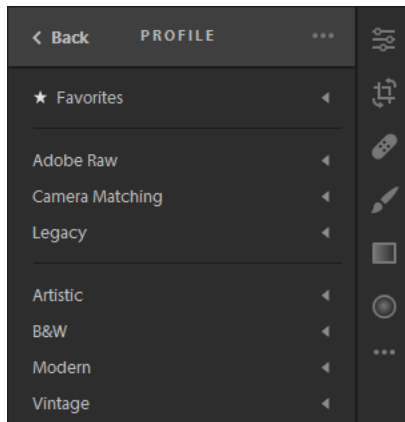 Back PROFILE
Favorites
Adobe Raw
Camera Matching
Legacy
Artistic
B&W
Modern
Vintage